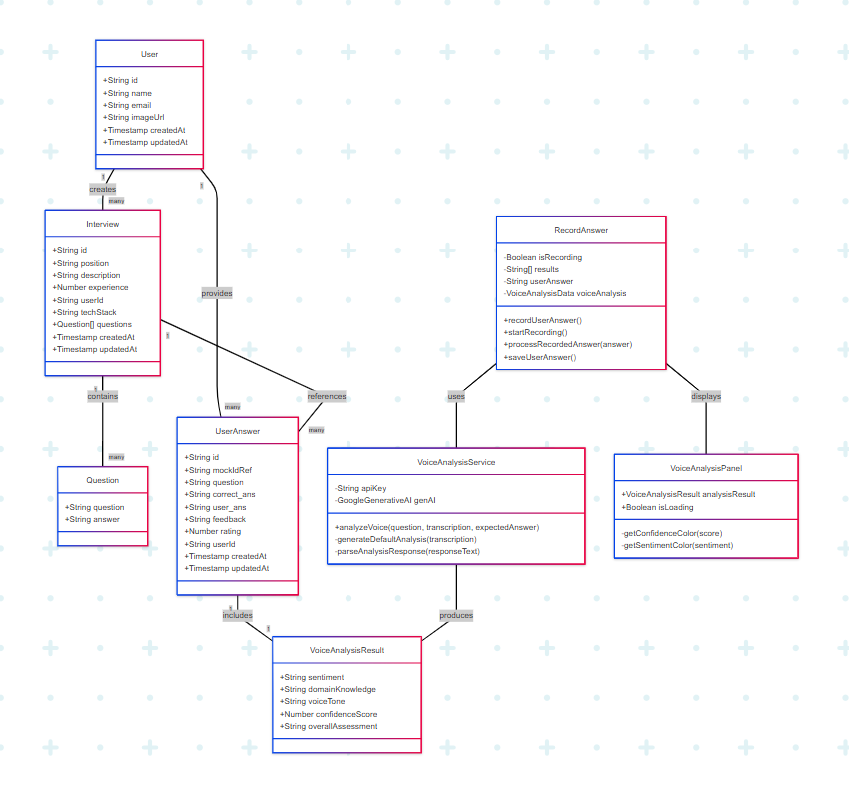 User
+String id
+String name
+String email
+String imageUrl
+Timestamp createdAt
+Timestamp updatedAt
1
creates
many
1
provides
many
Interview
+String id
+String position
+String description
+Number experience
+String userId
+String techStack
+Question[] questions
+Timestamp createdAt
+Timestamp updatedAt
1
contains
many
1
references
many
Question
+String question
+String answer
UserAnswer
+String id
+String mockIdRef
+String question
+String correct_ans
+String user_ans
+String feedback
+Number rating
+String userId
+Timestamp createdAt
+Timestamp updatedAt
1
includes
1
RecordAnswer
-Boolean isRecording
-String[] results
-String userAnswer
-VoiceAnalysisData voiceAnalysis
+recordUserAnswer()
+startRecording()
+processRecordedAnswer(answer)
+saveUserAnswer()
uses
displays
VoiceAnalysisService
-String apiKey
-GoogleGenerativeAI genAI
+analyzeVoice(question, transcription, expectedAnswer)
-generateDefaultAnalysis(transcription)
-parseAnalysisResponse(responseText)
produces
VoiceAnalysisPanel
+VoiceAnalysisResult analysisResult
+Boolean isLoading
-getConfidenceColor(score)
-getSentimentColor(sentiment)
VoiceAnalysisResult
+String sentiment
+String domainKnowledge
+String voiceTone
+Number confidenceScore
+String overallAssessment